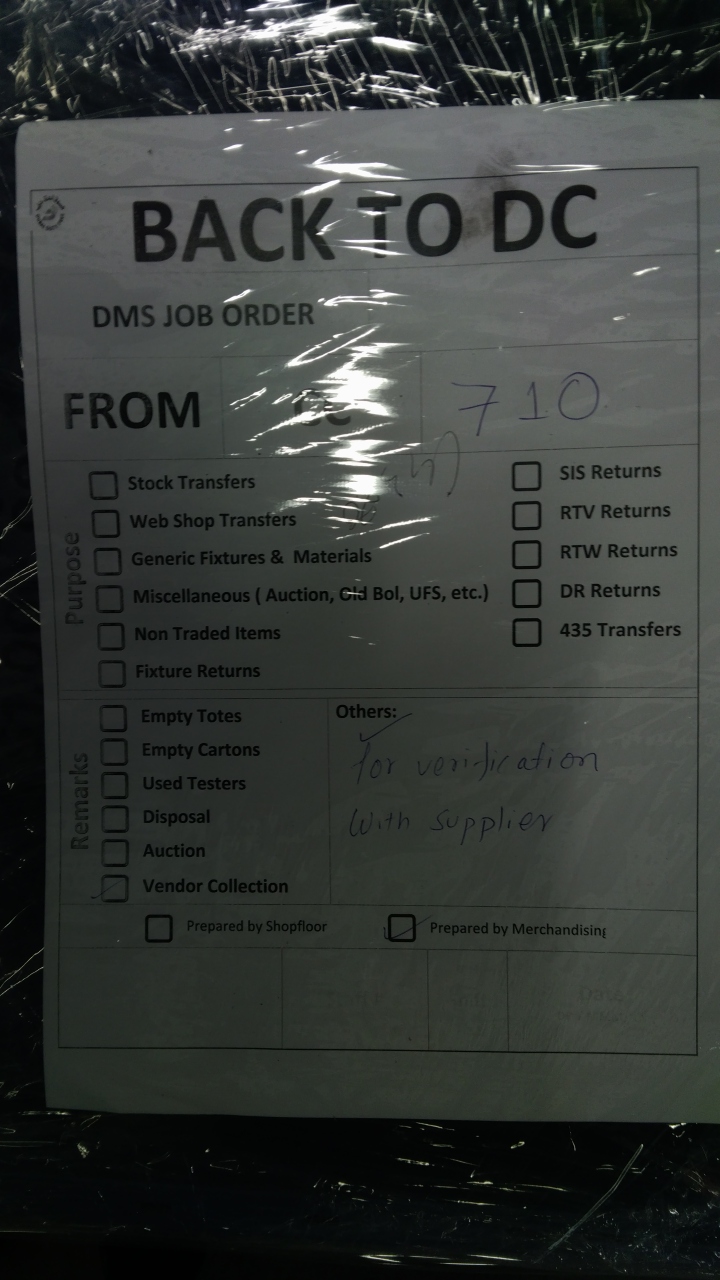 BACK TO DC
DMS JOB ORDER
FROM CC 710
Purpose
Stock Transfers
Web Shop Transfers
Generic Fixtures & Materials
Miscellaneous ( Auction, Old Bol, UFS, etc.)
Non Traded Items
Fixture Returns
SIS Returns
RTV Returns
RTW Returns
DR Returns
435 Transfers
Remarks
Empty Totes
Empty Cartons
Used Testers
Disposal
Auction
Vendor Collection
Others:
for verification
with supplier
Prepared by Shopfloor
Prepared by Merchandising
Date: